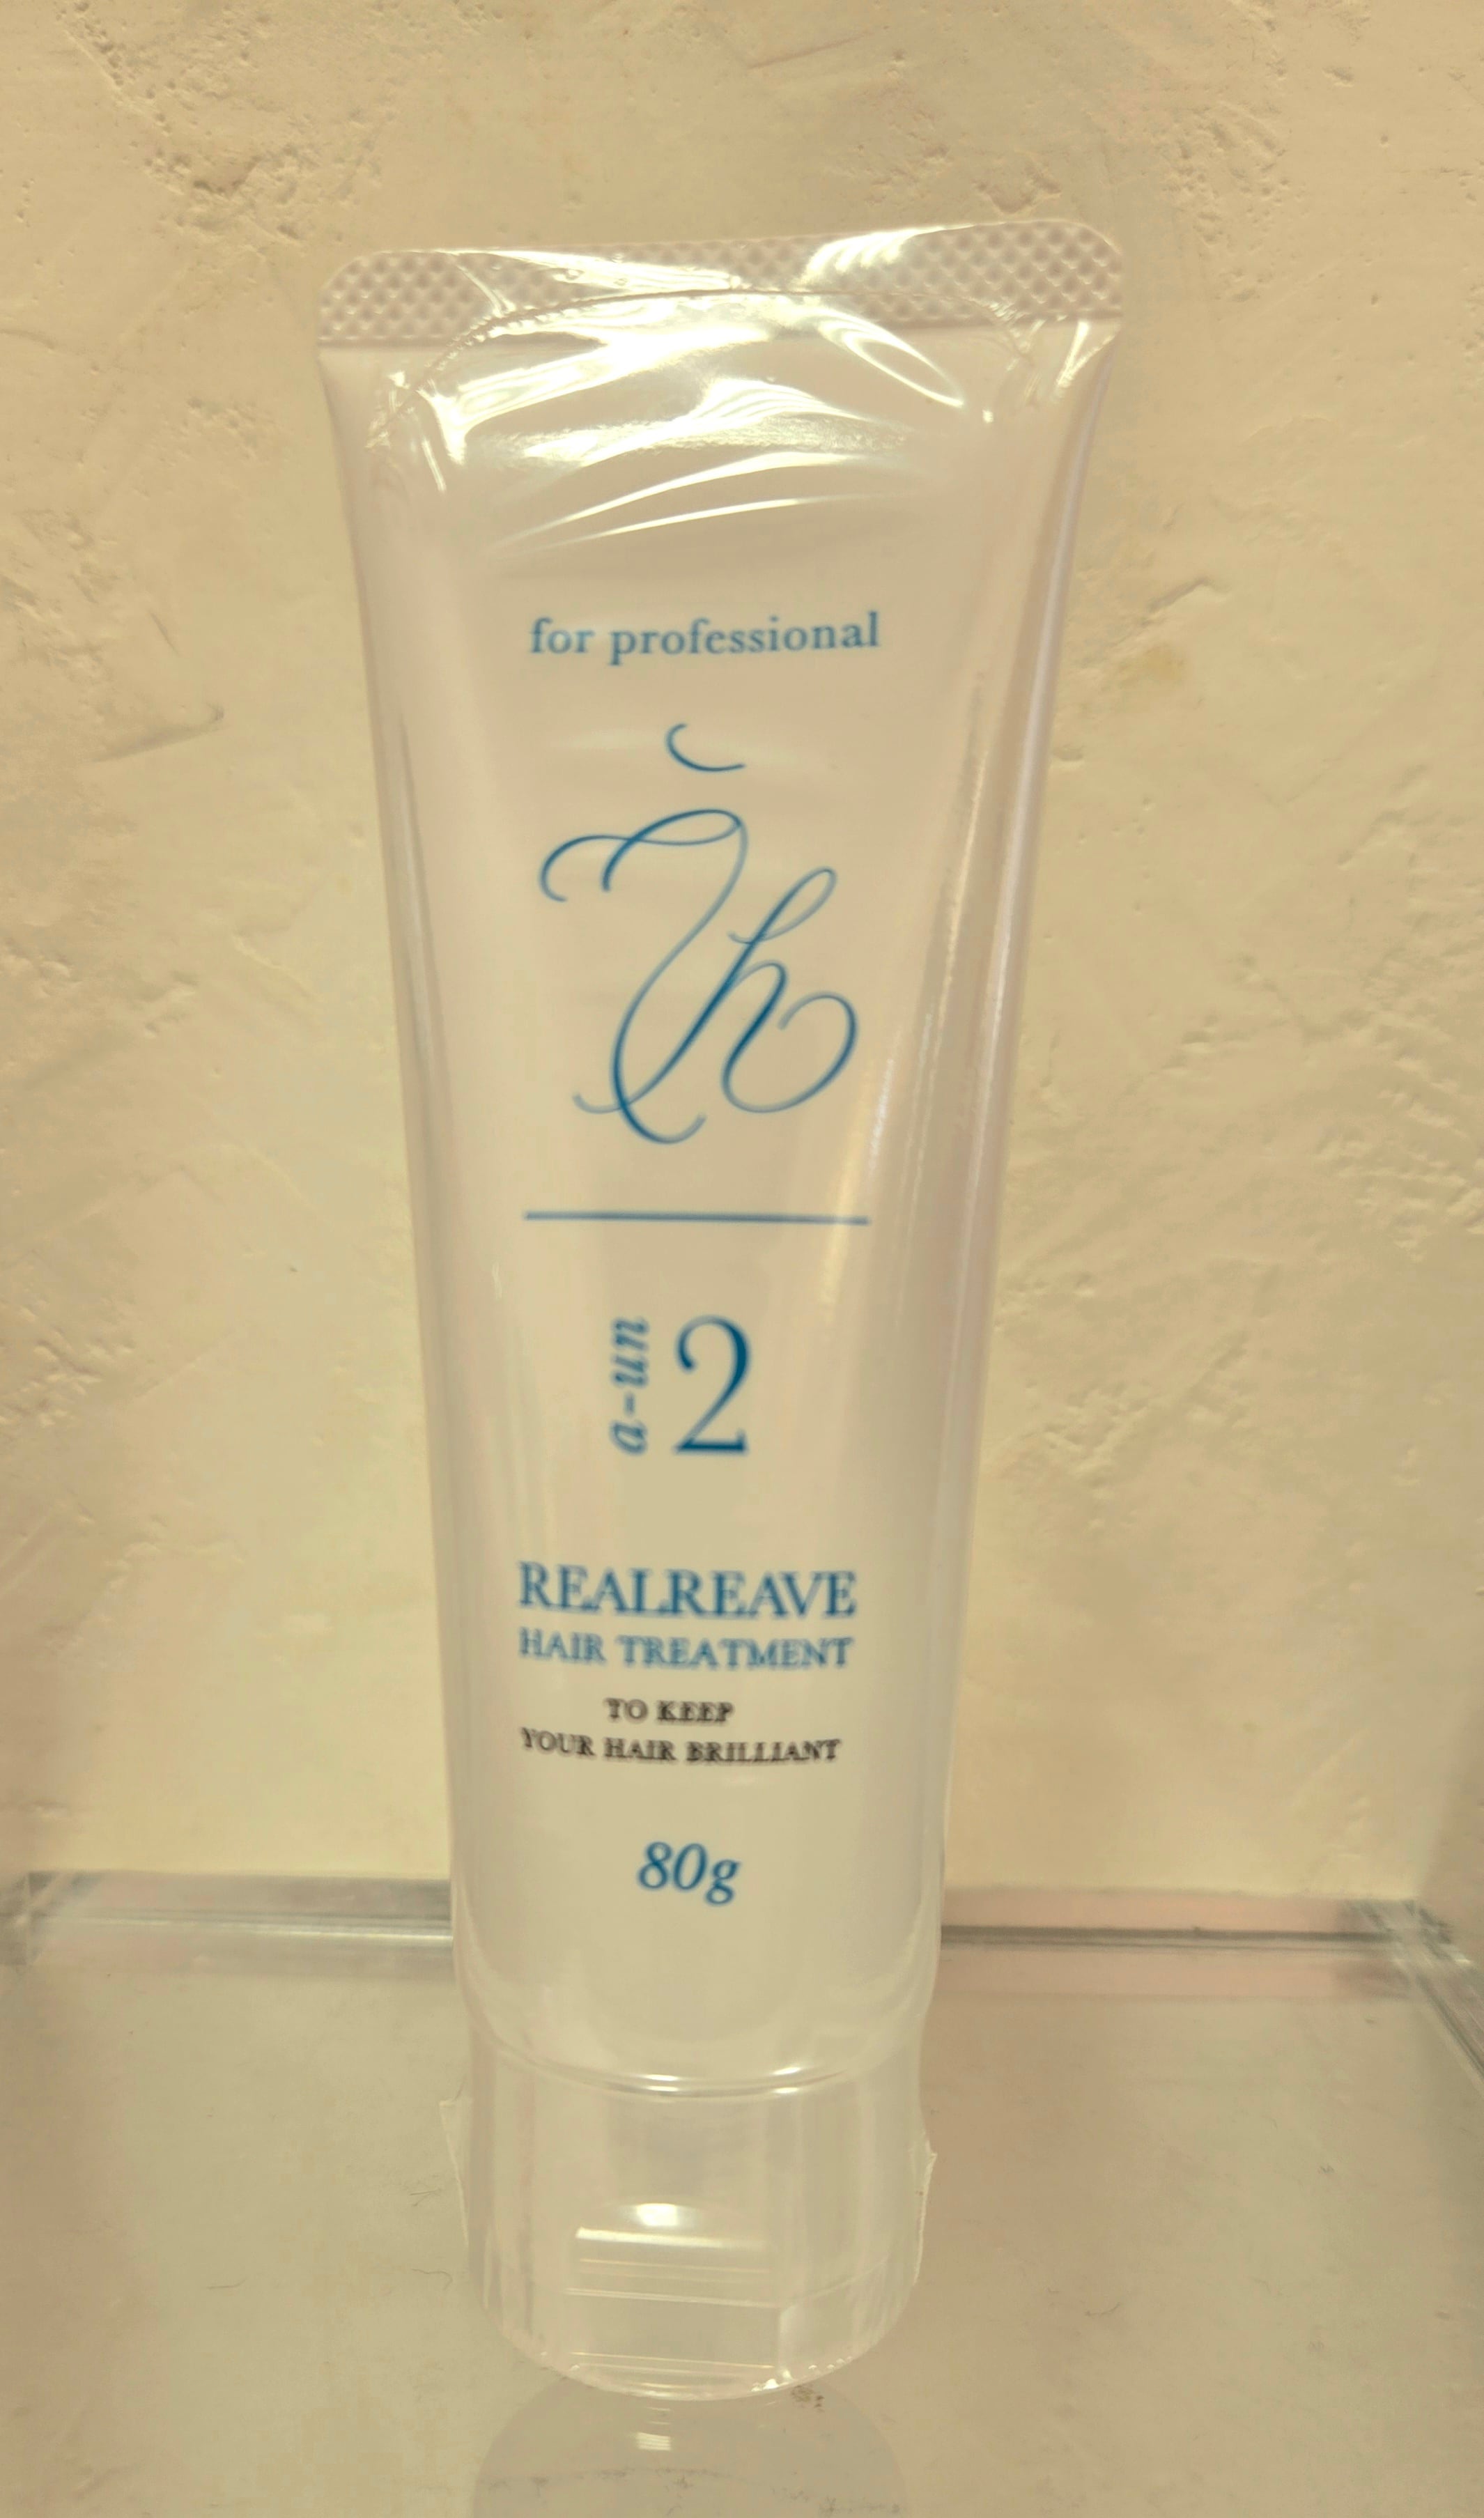 for professional
a-un 2
REALREAVE
HAIR TREATMENT
TO KEEP
YOUR HAIR BRILLIANT
80g